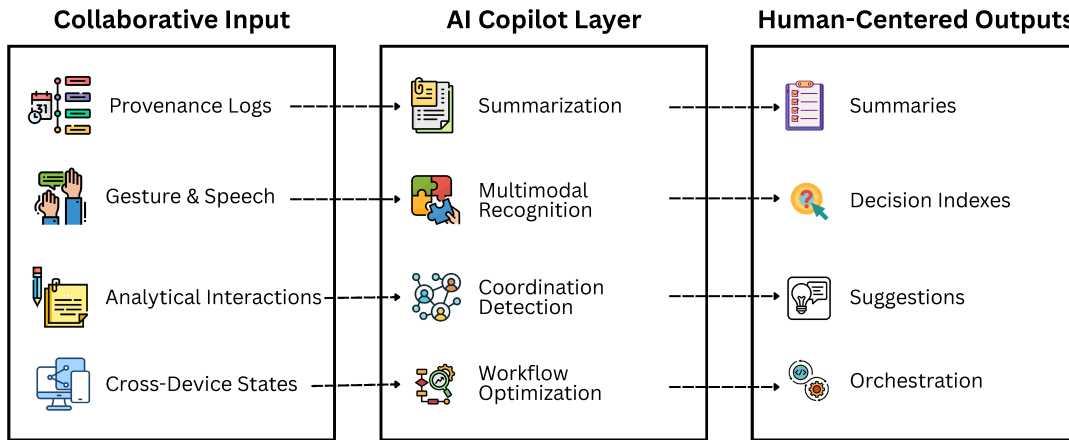 Collaborative Input
AI Copilot Layer
Human-Centered Outputs
31
Provenance Logs
Summarization
Summaries
Gesture & Speech
Multimodal
Recognition
?
Decision Indexes
Analytical Interactions
Coordination
Detection
Suggestions
Cross-Device States
Workflow
Optimization
</>
Orchestration